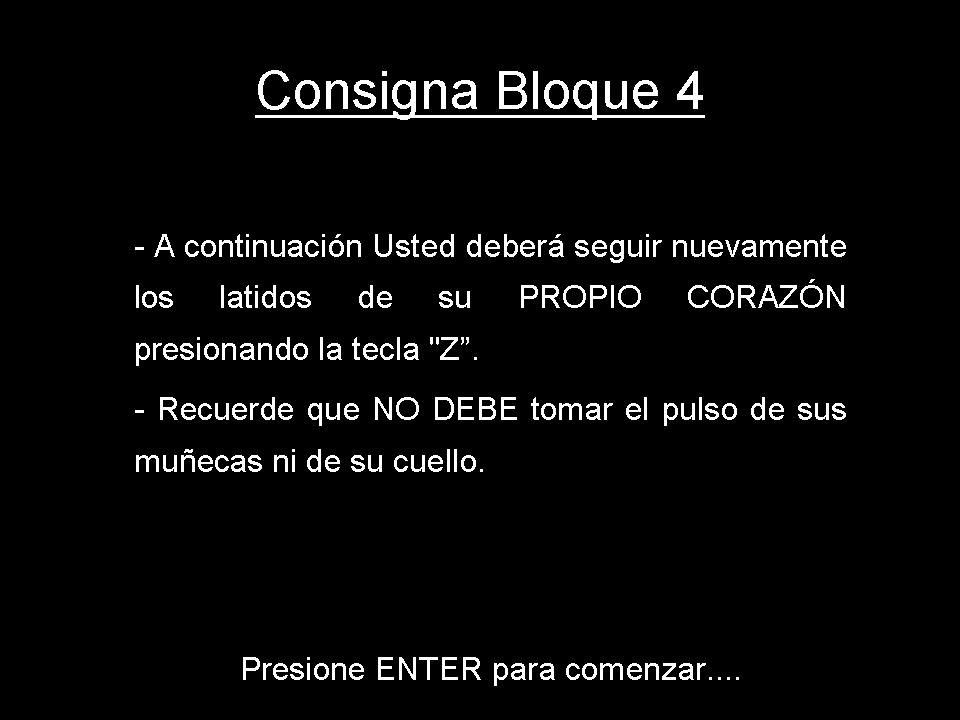 Consigna Bloque 4
- A continuación Usted deberá seguir nuevamente
los latidos de su PROPIO CORAZÓN
presionando la tecla "Z”.
- Recuerde que NO DEBE tomar el pulso de sus
muñecas ni de su cuello.
Presione ENTER para comenzar....